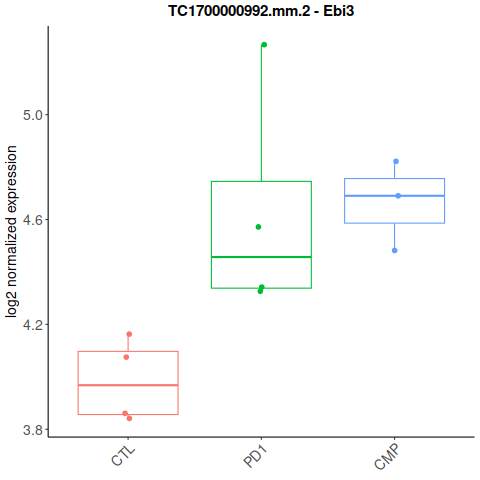 TC1700000992.mm.2 - Ebi3
log2 normalized expression
5.0
4.6
4.2
3.8
CTL
PD1
CMP